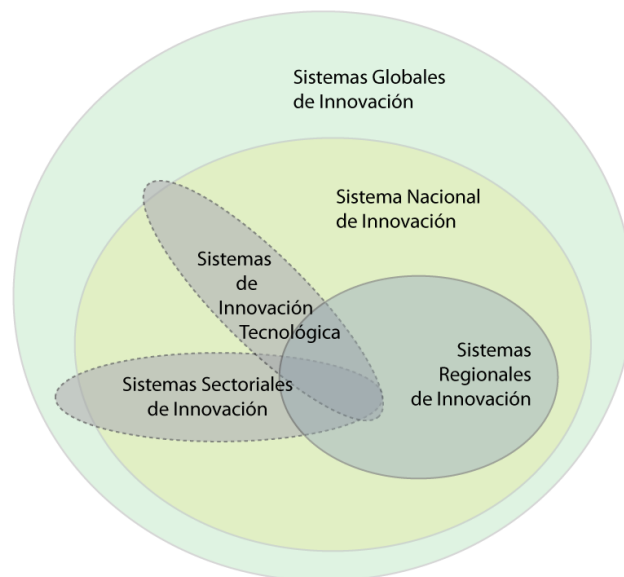 Sistemas Globales
de Innovación
Sistema Nacional
de Innovación
Sistemas
de
Innovación
Tecnológica
Sistemas
Regionales
de Innovación
Sistemas Sectoriales
de Innovación